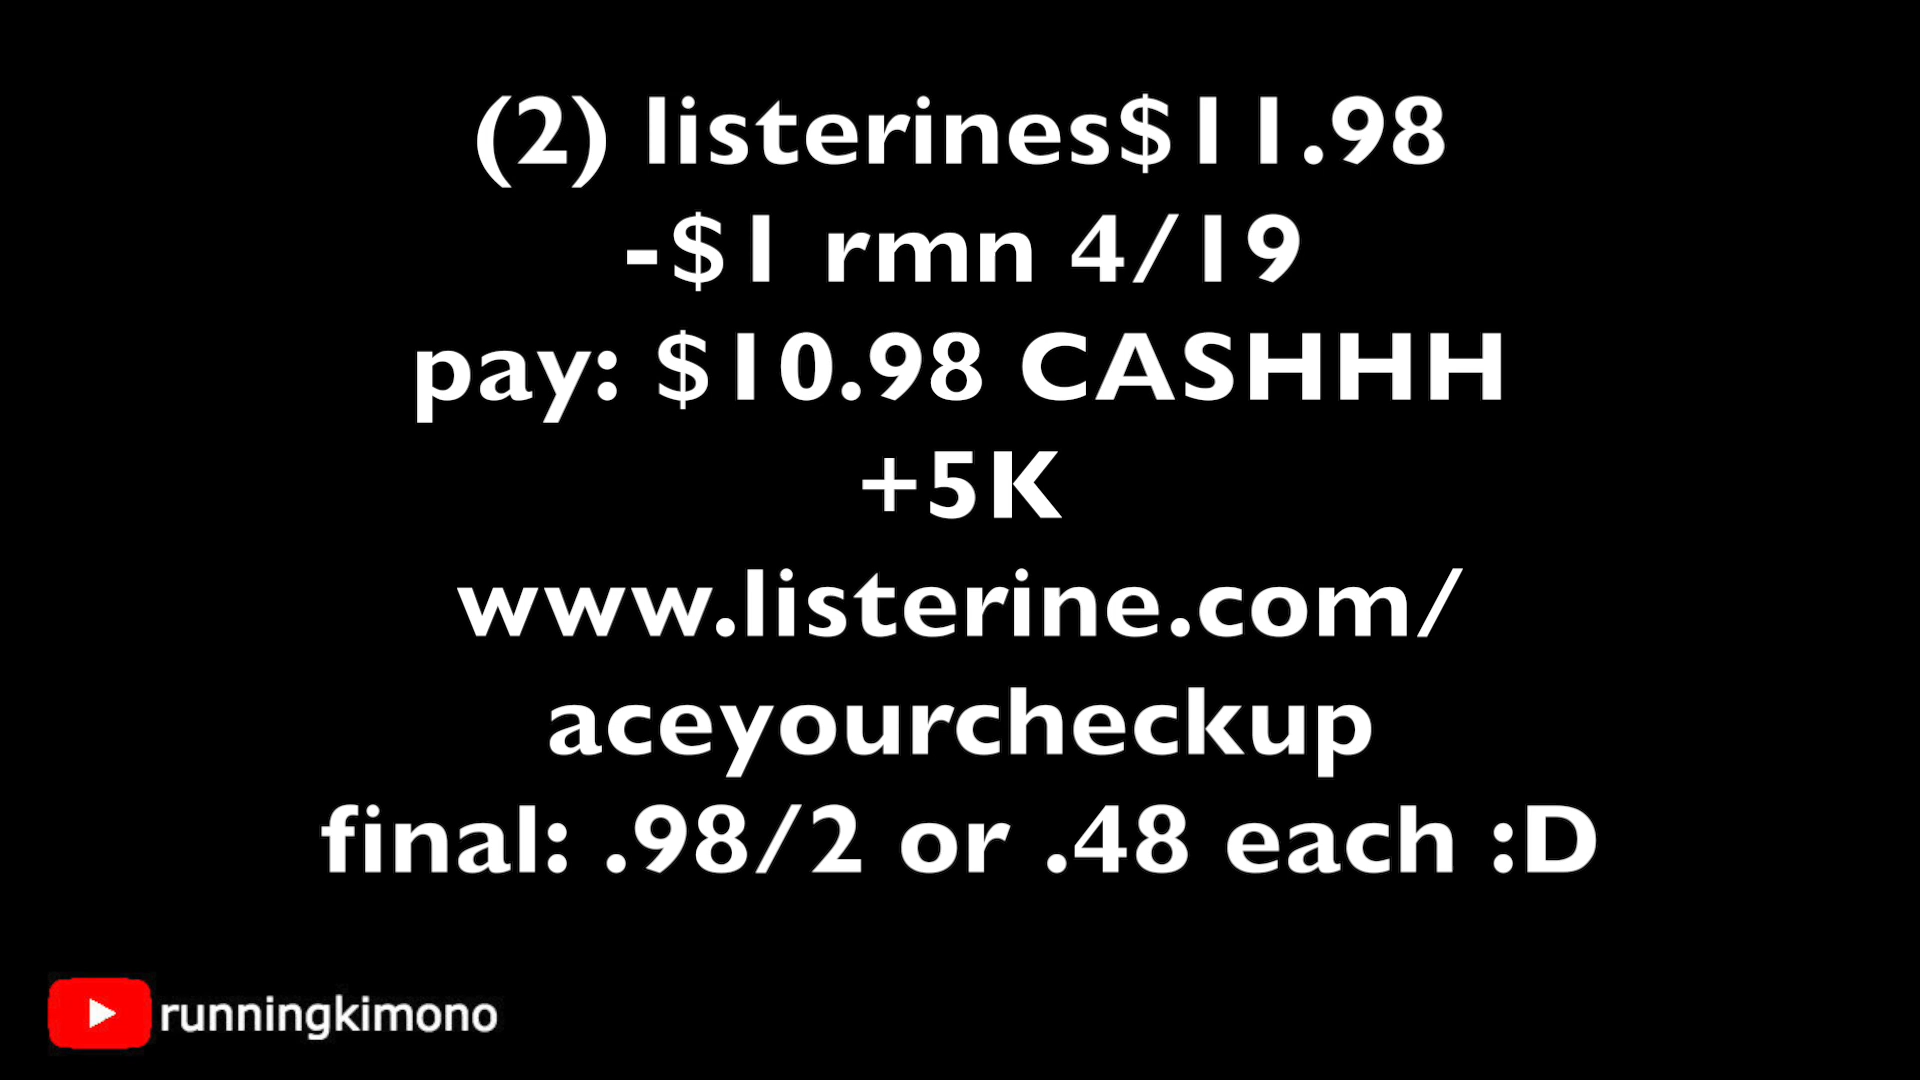 (2) listerines$11.98
-$1 rmn 4/19
pay: $10.98 CASHHH
+5K
www.listerine.com/
aceyourcheckup
final: .98/2 or .48 each :D
runningkimono